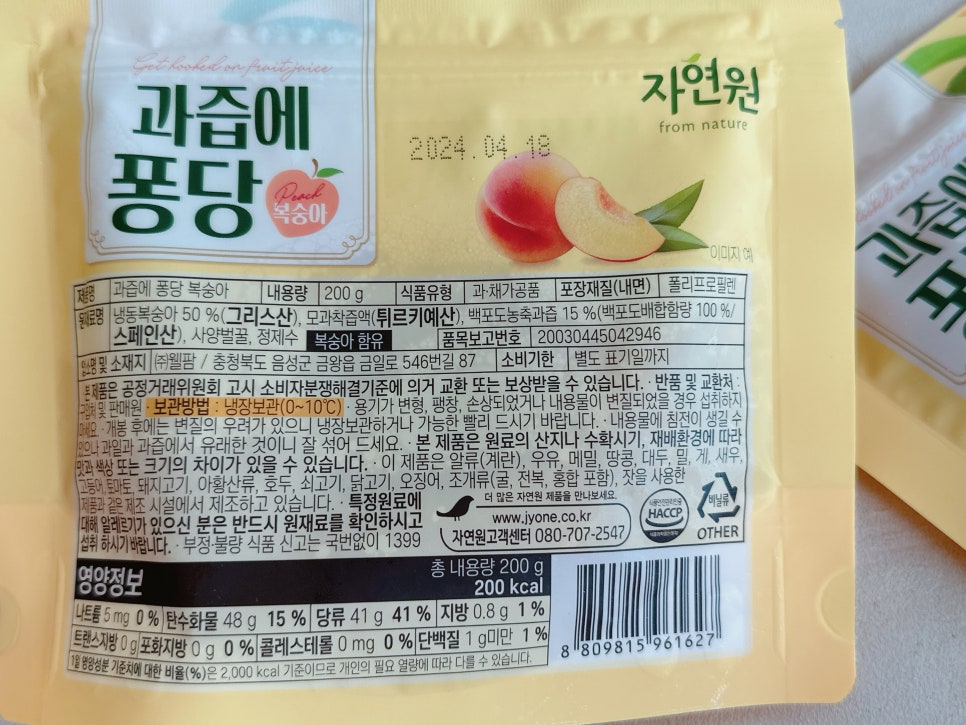 Get hooked on fruit juice
과즙에
퐁당
Peach
복숭아
자연원
from nature
2024.04.18
이미지 예
제품명 과즙에 퐁당 복숭아 내용량 200 g 식품유형 과·채가공품 포장재질(내면) 폴리프로필렌
원재료명 냉동복숭아 50 %(그리스산), 모과착즙액(튀르키예산), 백포도농축과즙 15 %(백포도배합함량 100 %/
스페인산), 사양벌꿀, 정제수 복숭아 함유 품목보고번호 20030445042946
업소명 및 소재지 ㈜웰팜 / 충청북도 음성군 금왕읍 금일로 546번길 87 소비기한 별도 표기일까지
· 본 제품은 공정거래위원회 고시 소비자분쟁해결기준에 의거 교환 또는 보상받을 수 있습니다. · 반품 및 교환처 :
구입처 및 판매원 · 보관방법 : 냉장보관(0~10℃) · 용기가 변형, 팽창, 손상되었거나 내용물이 변질되었을 경우 섭취하지
마세요. · 개봉 후에는 변질의 우려가 있으니 냉장보관하거나 가능한 빨리 드시기 바랍니다. · 내용물에 침전이 생길 수
있으나 과일과 과즙에서 유래한 것이니 잘 섞어 드세요. · 본 제품은 원료의 산지나 수확시기, 재배환경에 따라
맛과 색상 또는 크기의 차이가 있을 수 있습니다. · 이 제품은 알류(계란), 우유, 메밀, 땅콩, 대두, 밀, 게, 새우,
고등어, 토마토, 돼지고기, 아황산류, 호두, 쇠고기, 닭고기, 오징어, 조개류(굴, 전복, 홍합 포함), 잣을 사용한
제품과 같은 제조 시설에서 제조하고 있습니다. · 특정원료에
대해 알레르기가 있으신 분은 반드시 원재료를 확인하시고
섭취 하시기 바랍니다. · 부정·불량 식품 신고는 국번없이 1399
더 많은 자연원 제품을 만나보세요.
www.jyone.co.kr
자연원고객센터 080-707-2547
HACCP
비닐류
OTHER
영양정보
총 내용량 200 g
200 kcal
나트륨 5 mg 0 % 탄수화물 48 g 15 % 당류 41 g 41 % 지방 0.8 g 1 %
트랜스지방 0 g 포화지방 0 g 0 % 콜레스테롤 0 mg 0 % 단백질 1 g미만 1 %
1일 영양성분 기준치에 대한 비율(%)은 2,000 kcal 기준이므로 개인의 필요 열량에 따라 다를 수 있습니다.
8 809815 961627
과즙에